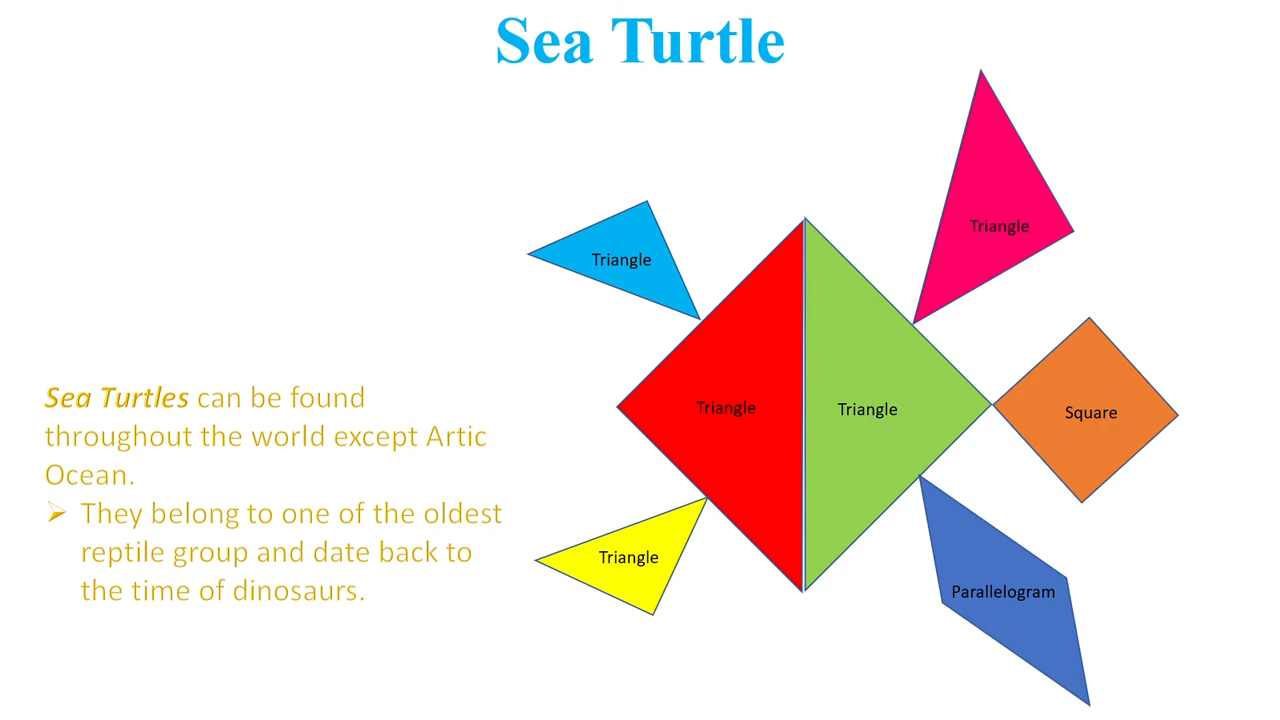 Sea Turtle
Triangle
Triangle
Triangle
Triangle
Triangle
Square
Triangle
Parallelogram
Sea Turtles can be found
throughout the world except Artic
Ocean.
They belong to one of the oldest
reptile group and date back to
the time of dinosaurs.